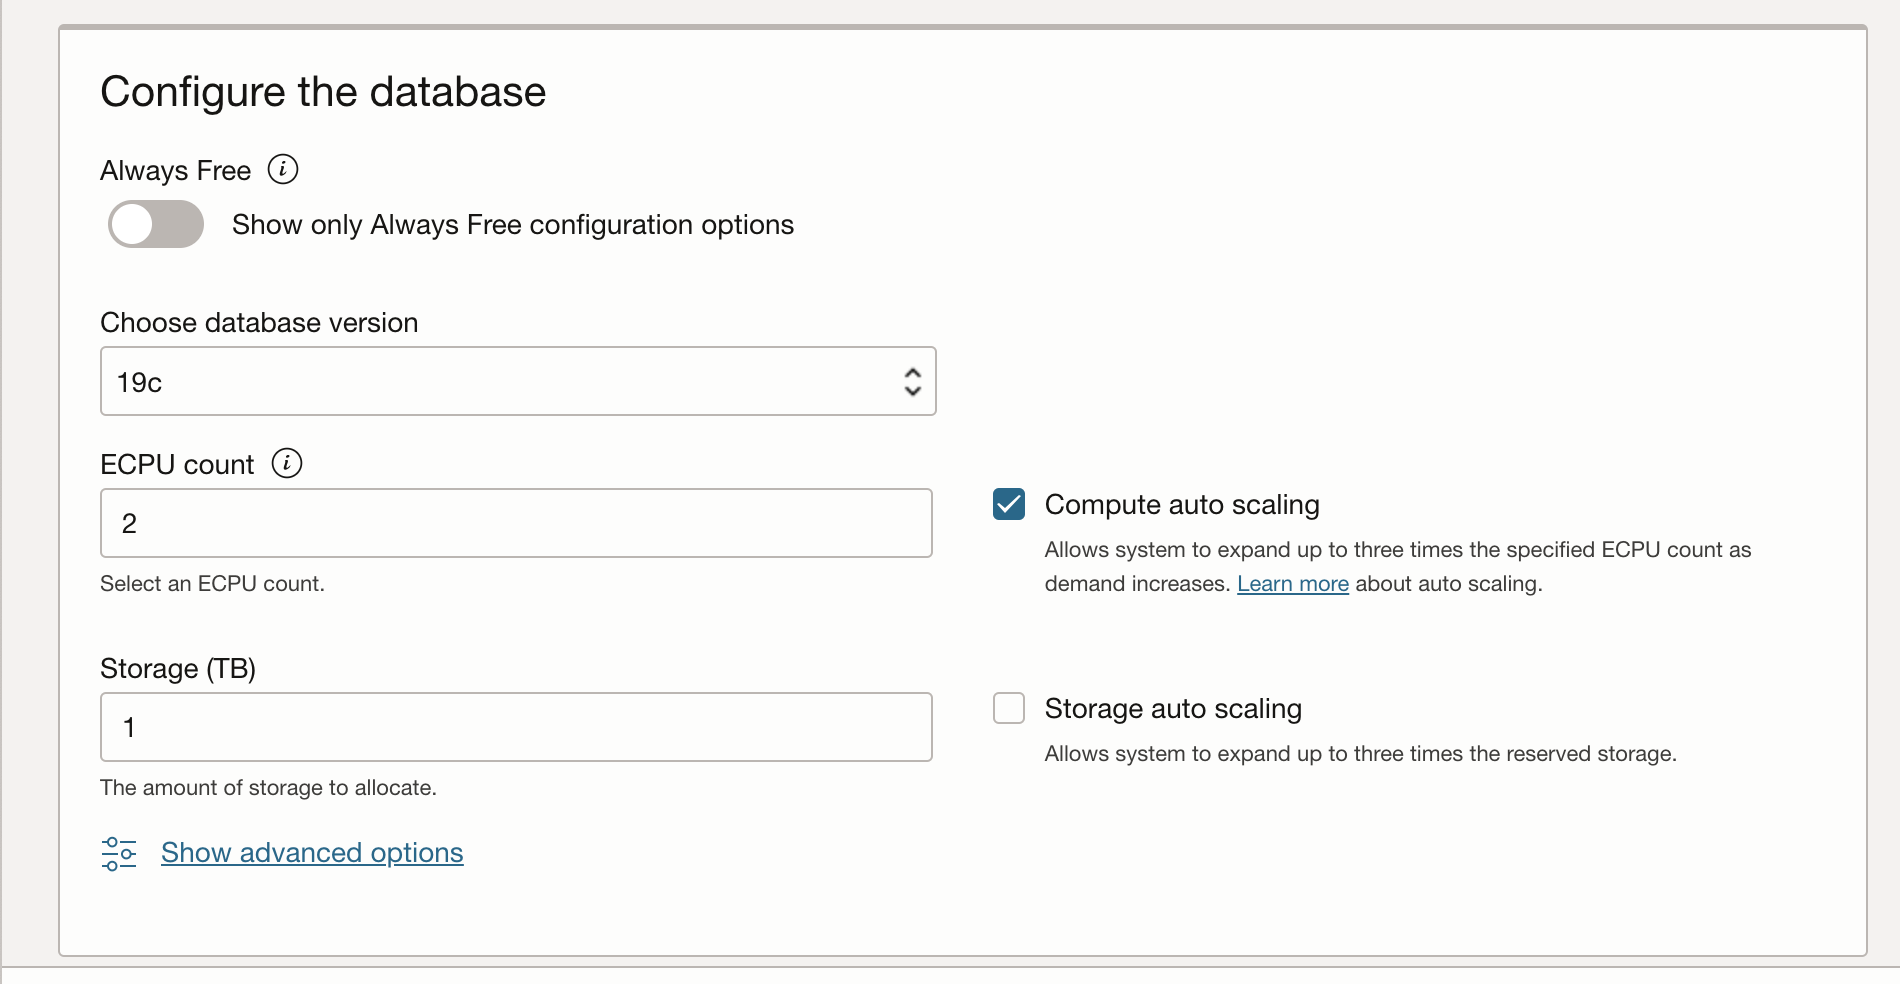 Configure the database
Always Free i
Show only Always Free configuration options
Choose database version
19c
ECPU count i
2
Select an ECPU count.
Compute auto scaling
Allows system to expand up to three times the specified ECPU count as
demand increases. Learn more about auto scaling.
Storage (TB)
1
The amount of storage to allocate.
Storage auto scaling
Allows system to expand up to three times the reserved storage.
Show advanced options